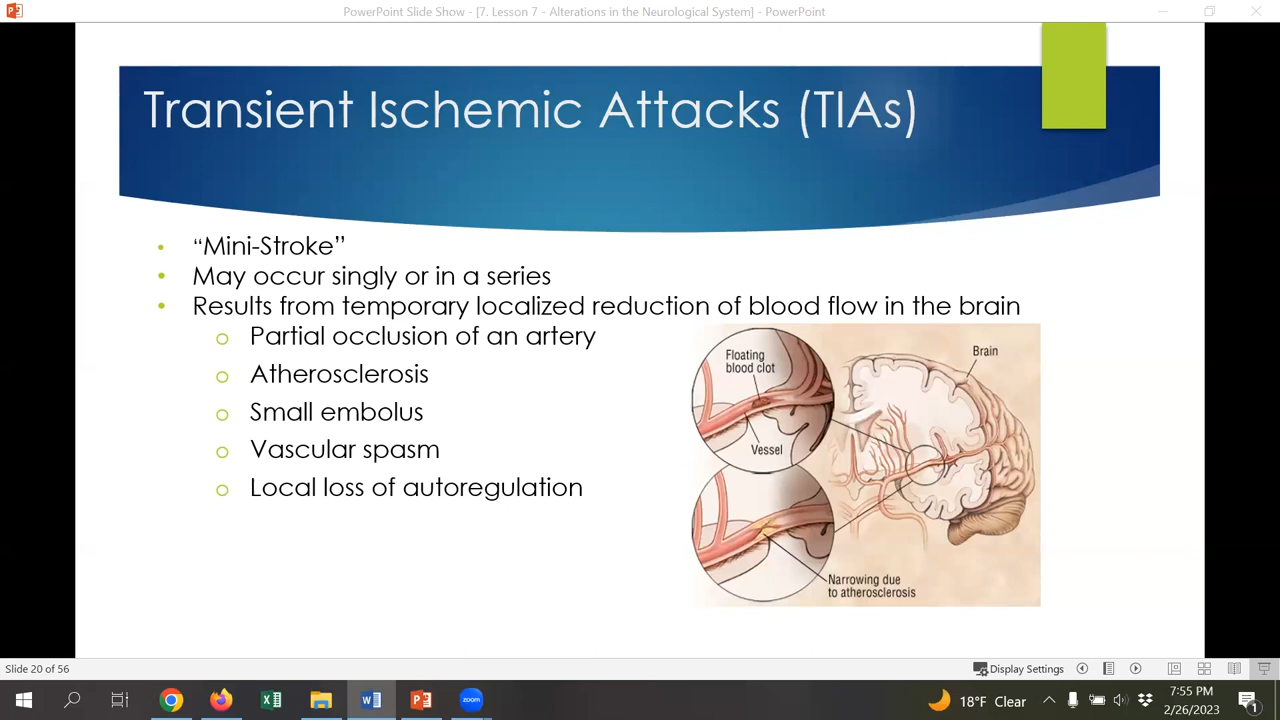 PowerPoint Slide Show - [7. Lesson 7 - Alterations in the Neurological System] - PowerPoint
Transient Ischemic Attacks (TIAs)
• “Mini-Stroke”
• May occur singly or in a series
• Results from temporary localized reduction of blood flow in the brain
o Partial occlusion of an artery
o Atherosclerosis
o Small embolus
o Vascular spasm
o Local loss of autoregulation
Floating
blood clot
Vessel
Brain
Narrowing due
to atherosclerosis
Slide 20 of 56
Display Settings
zoom
18°F Clear
7:55 PM
2/26/2023
1